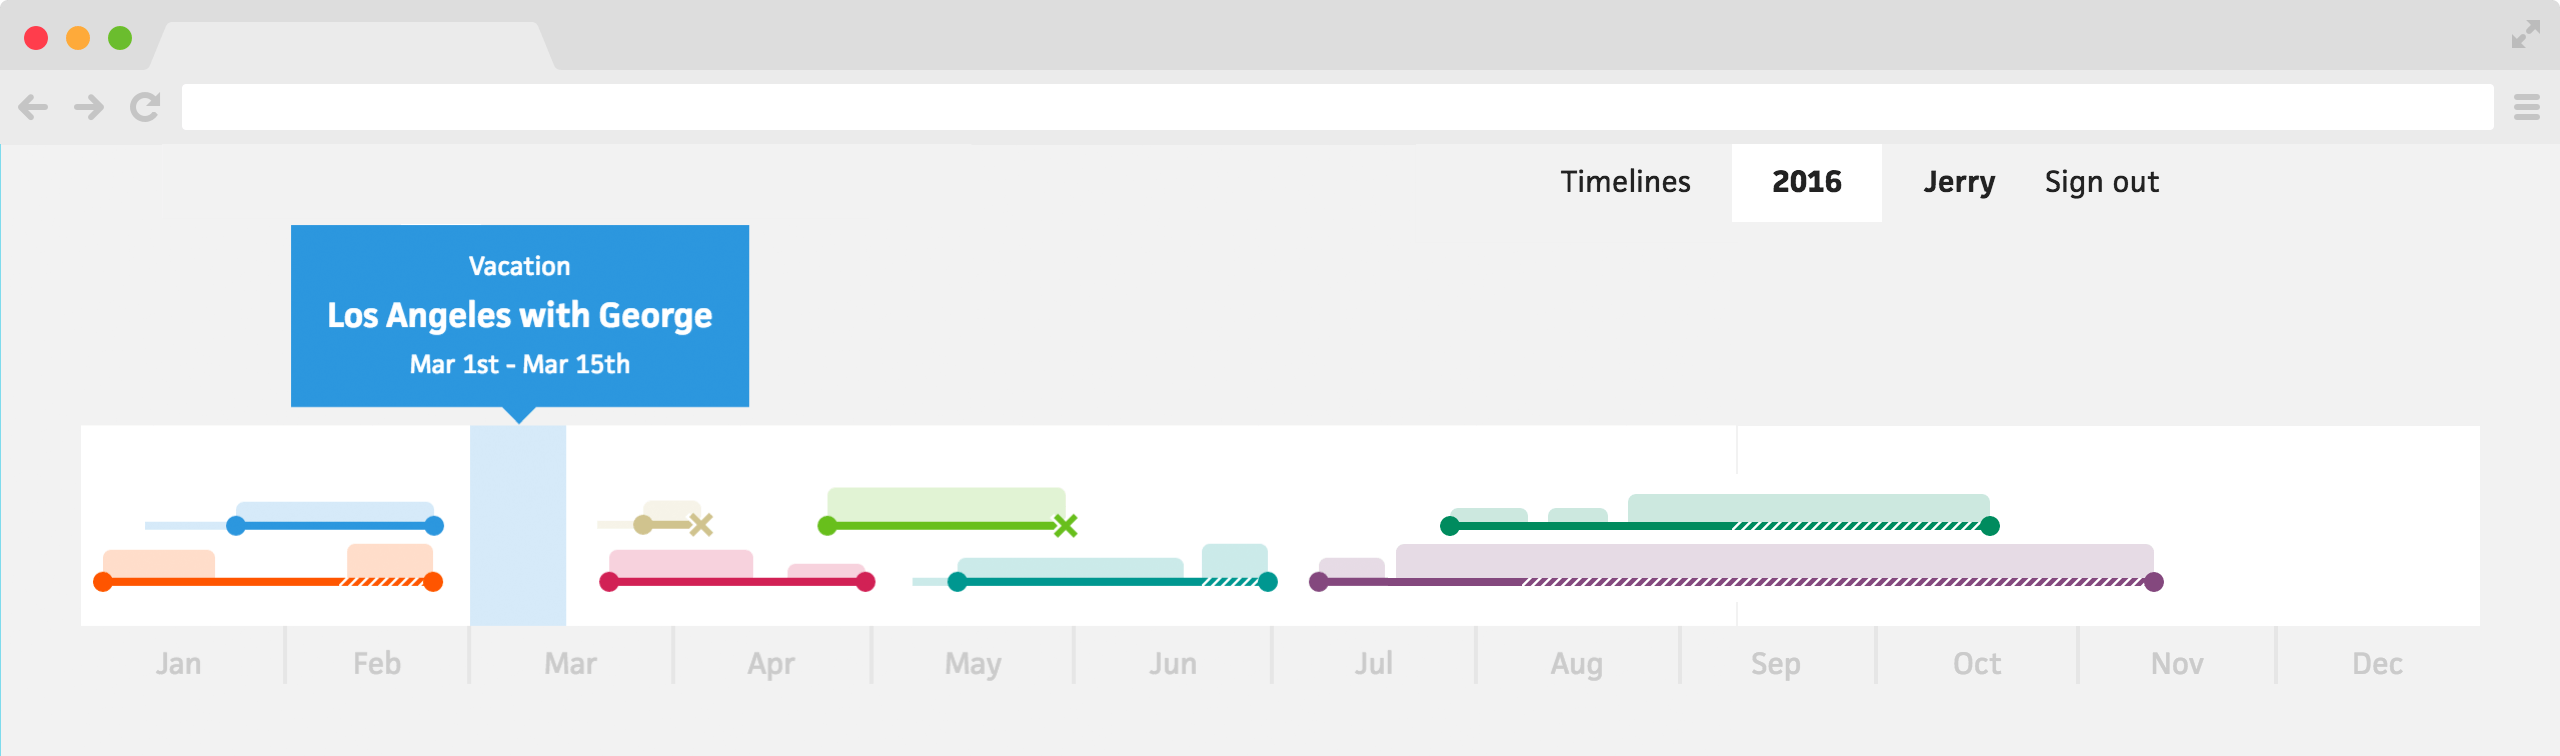 Timelines 2016 Jerry Sign out
Vacation
Los Angeles with George
Mar 1st - Mar 15th
Jan Feb Mar Apr May Jun Jul Aug Sep Oct Nov Dec